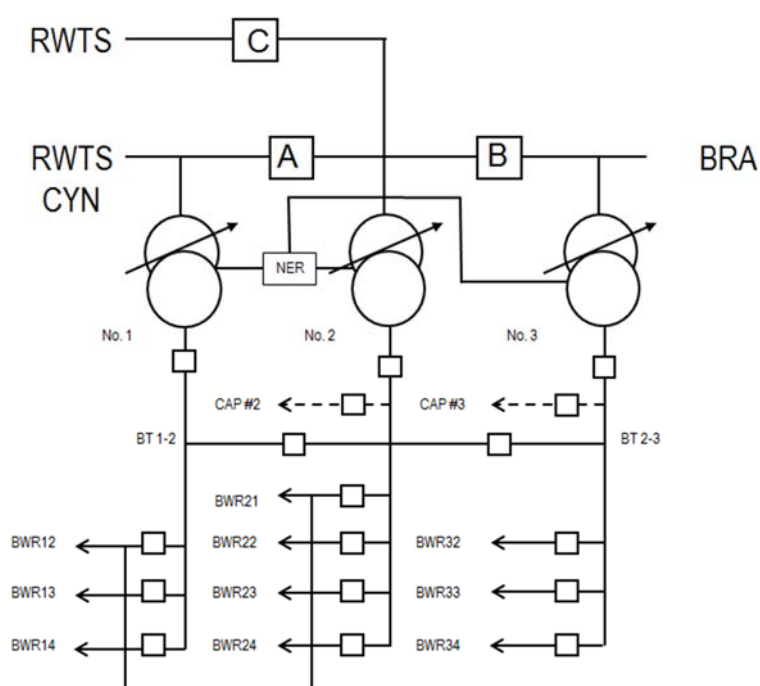 RWTS
C
RWTS
CYN
A
B
BRA
NER
No. 1
No. 2
No. 3
CAP #2
CAP #3
BT 1-2
BT 2-3
BWR21
BWR12
BWR22
BWR32
BWR13
BWR23
BWR33
BWR14
BWR24
BWR34